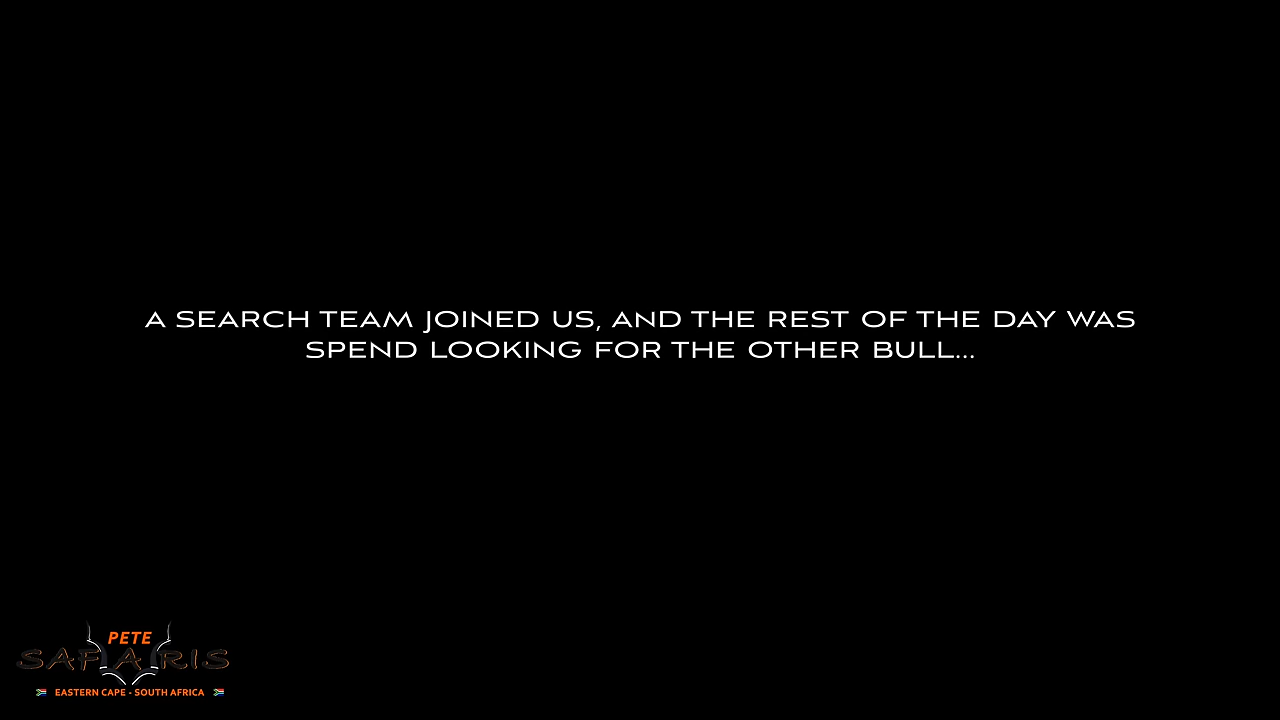 A SEARCH TEAM JOINED US, AND THE REST OF THE DAY WAS
SPEND LOOKING FOR THE OTHER BULL...
PETE
SAFARIS
EASTERN CAPE - SOUTH AFRICA